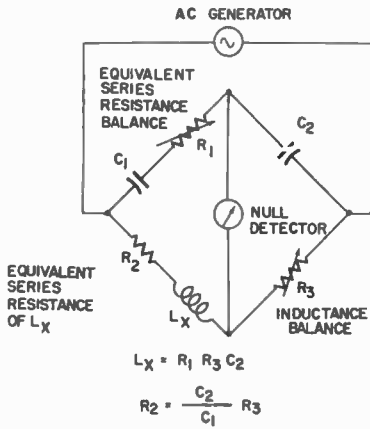 AC GENERATOR
EQUIVALENT
SERIES
RESISTANCE
BALANCE
R1
C1
C2
NULL
DETECTOR
R2
LX
R3
EQUIVALENT
SERIES
RESISTANCE
OF LX
INDUCTANCE
BALANCE
LX = R1 R3 C2
R2 = C2/C1 R3